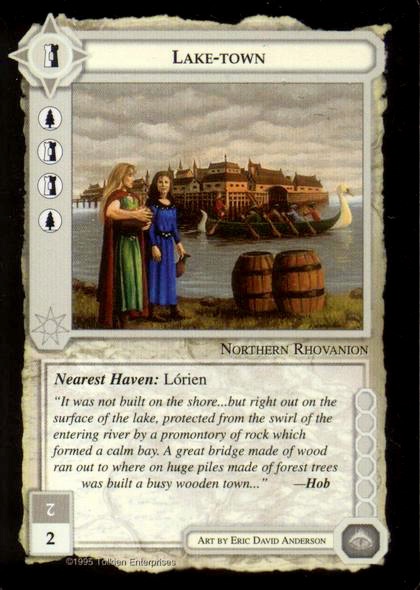 LAKE-TOWN
NORTHERN RHOVANION
Nearest Haven: Lórien
“It was not built on the shore...but right out on the
surface of the lake, protected from the swirl of the
entering river by a promontory of rock which
formed a calm bay. A great bridge made of wood
ran out to where on huge piles made of forest trees
was built a busy wooden town...” —Hob
2
2
ART BY ERIC DAVID ANDERSON
©1995 Tolkien Enterprises